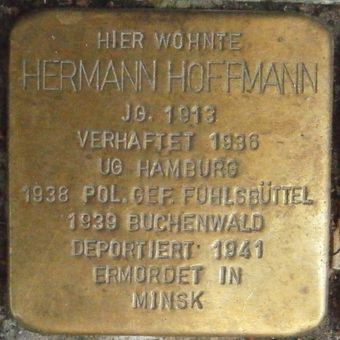 HIER WOHNTE
HERMANN HOFFMANN
JG. 1913
VERHAFTET 1936
UG HAMBURG
1938 POL. GEF. FUHLSBÜTTEL
1939 BUCHENWALD
DEPORTIERT 1941
ERMORDET IN
MINSK